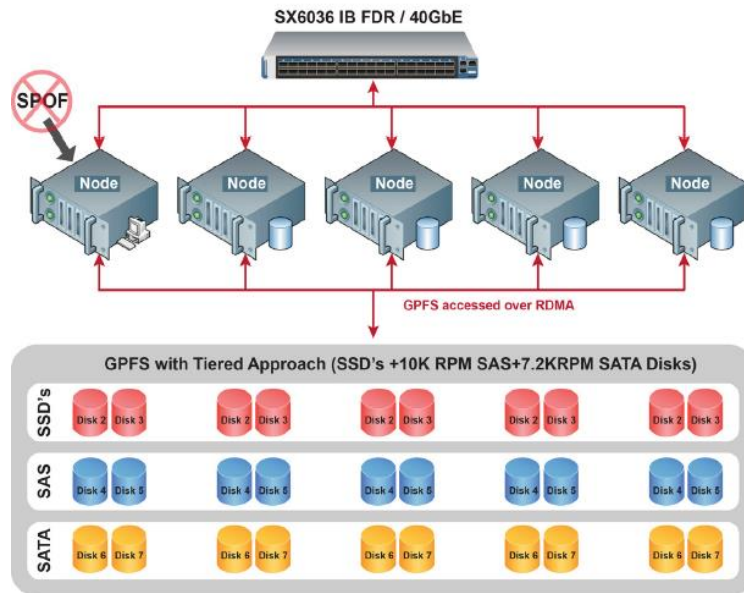 SX6036 IB FDR / 40GbE
SPOF
Node Node Node Node Node
GPFS accessed over RDMA
GPFS with Tiered Approach (SSD's +10K RPM SAS+7.2KRPM SATA Disks)
SSD's
Disk 2 Disk 3 Disk 2 Disk 3 Disk 2 Disk 3 Disk 2 Disk 3 Disk 2 Disk 3
SAS
Disk 4 Disk 5 Disk 4 Disk 5 Disk 4 Disk 5 Disk 4 Disk 5 Disk 4 Disk 5
SATA
Disk 6 Disk 7 Disk 6 Disk 7 Disk 6 Disk 7 Disk 6 Disk 7 Disk 6 Disk 7